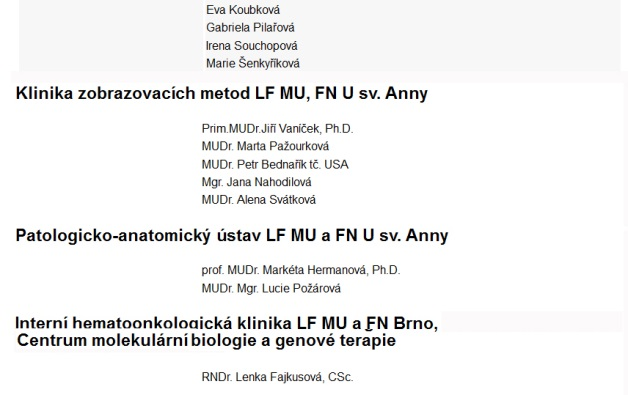 Eva Koubková
Gabriela Pilařová
Irena Souchopová
Marie Šenkyříková
Klinika zobrazovacích metod LF MU, FN U sv. Anny
Prim.MUDr.Jiří Vaníček, Ph.D.
MUDr. Marta Pažourková
MUDr. Petr Bednařík tč. USA
Mgr. Jana Nahodilová
MUDr. Alena Svátková
Patologicko-anatomický ústav LF MU a FN U sv. Anny
prof. MUDr. Markéta Hermanová, Ph.D.
MUDr. Mgr. Lucie Požárová
Interní hematoonkologická klinika LF MU a FN Brno,
Centrum molekulární biologie a genové terapie
RNDr. Lenka Fajkusová, CSc.